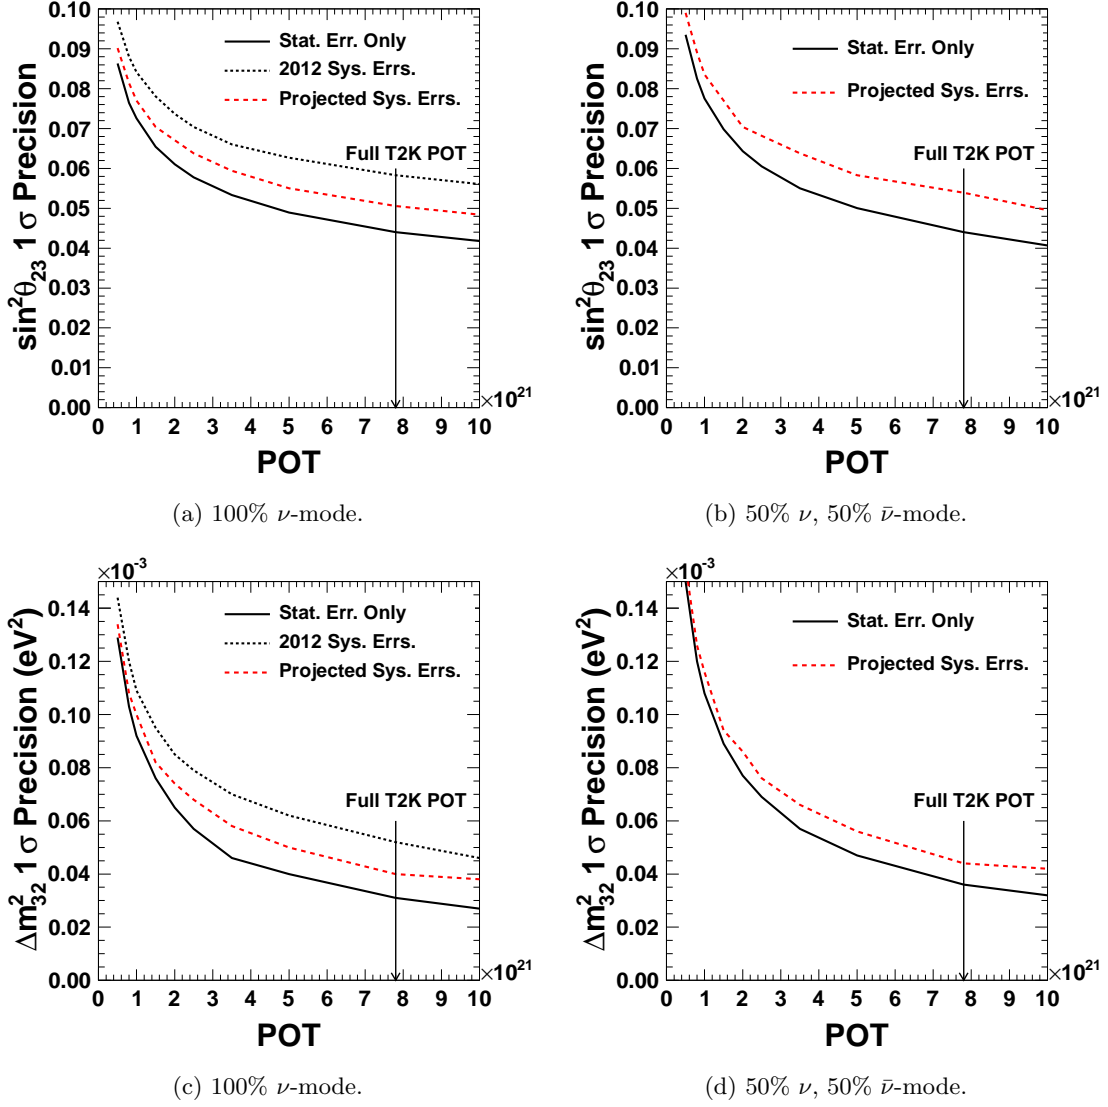 sin²θ₂₃ 1 σ Precision
0.10
0.09
0.08
0.07
0.06
0.05
0.04
0.03
0.02
0.01
0.00
Stat. Err. Only
2012 Sys. Errs.
Projected Sys. Errs.
Full T2K POT
0 1 2 3 4 5 6 7 8 9 10
×10²¹
POT
(a) 100% ν-mode.
sin²θ₂₃ 1 σ Precision
0.10
0.09
0.08
0.07
0.06
0.05
0.04
0.03
0.02
0.01
0.00
Stat. Err. Only
Projected Sys. Errs.
Full T2K POT
0 1 2 3 4 5 6 7 8 9 10
×10²¹
POT
(b) 50% ν, 50% ν̄-mode.
Δm²₃₂ 1 σ Precision (eV²)
×10⁻³
0.14
0.12
0.10
0.08
0.06
0.04
0.02
0.00
Stat. Err. Only
2012 Sys. Errs.
Projected Sys. Errs.
Full T2K POT
0 1 2 3 4 5 6 7 8 9 10
×10²¹
POT
(c) 100% ν-mode.
Δm²₃₂ 1 σ Precision (eV²)
×10⁻³
0.14
0.12
0.10
0.08
0.06
0.04
0.02
0.00
Stat. Err. Only
Projected Sys. Errs.
Full T2K POT
0 1 2 3 4 5 6 7 8 9 10
×10²¹
POT
(d) 50% ν, 50% ν̄-mode.